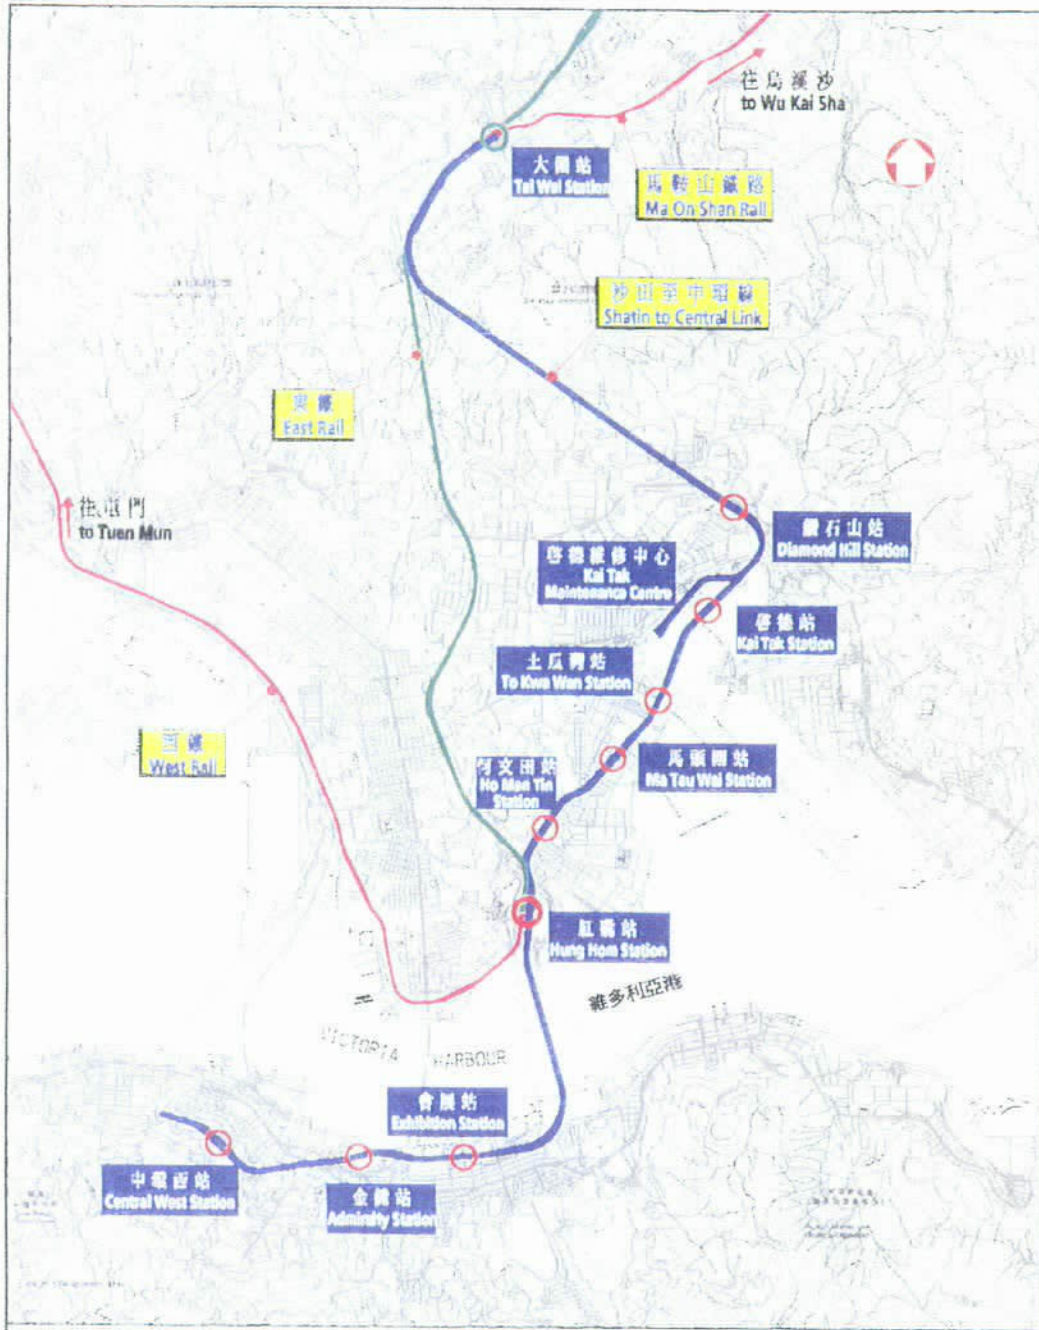 往烏溪沙
to Wu Kai Sha
大圍站
Tai Wai Station
馬鞍山鐵路
Ma On Shan Rail
沙田至中環線
Shatin to Central Link
東鐵
East Rail
往屯門
to Tuen Mun
鑽石山站
Diamond Hill Station
啓德維修中心
Kai Tak
Maintenance Centre
啓德站
Kai Tak Station
土瓜灣站
To Kwa Wan Station
西鐵
West Rail
馬頭圍站
Ma Tau Wai Station
何文田站
Ho Man Tin
Station
紅磡站
Hung Hom Station
維多利亞港
VICTORIA HARBOUR
會展站
Exhibition Station
中環西站
Central West Station
金鐘站
Admiralty Station